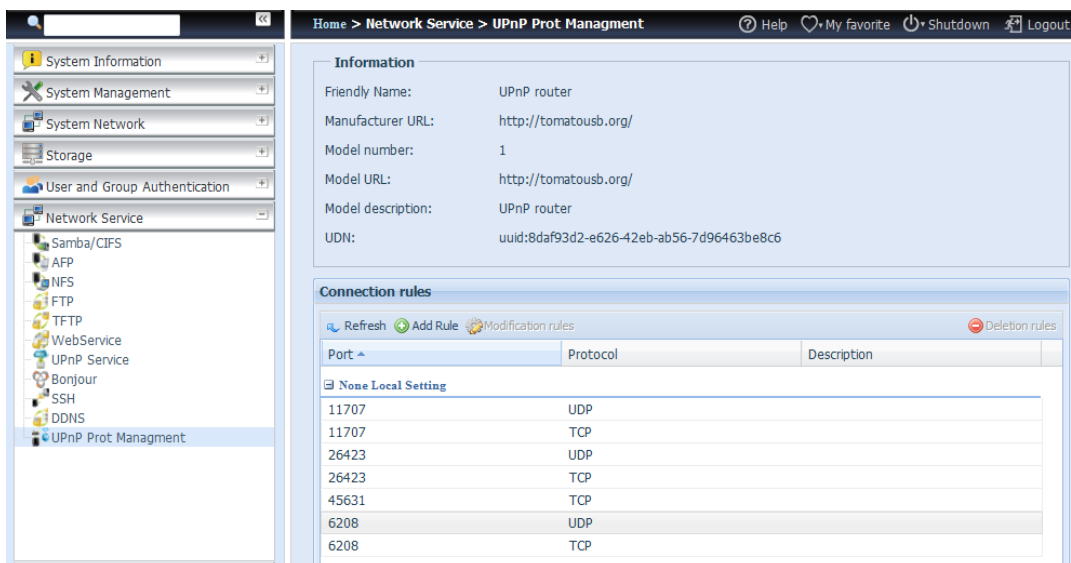 Home > Network Service > UPnP Prot Managment
Help
My favorite
Shutdown
Logout
System Information
System Management
System Network
Storage
User and Group Authentication
Network Service
Samba/CIFS
AFP
NFS
FTP
TFTP
WebService
UPnP Service
Bonjour
SSH
DDNS
UPnP Prot Managment
Information
Friendly Name: UPnP router
Manufacturer URL: http://tomatousb.org/
Model number: 1
Model URL: http://tomatousb.org/
Model description: UPnP router
UDN: uuid:8daf93d2-e626-42eb-ab56-7d96463be8c6
Connection rules
Refresh Add Rule Modification rules Deletion rules
Port Protocol Description
None Local Setting
11707 UDP
11707 TCP
26423 UDP
26423 TCP
45631 TCP
6208 UDP
6208 TCP